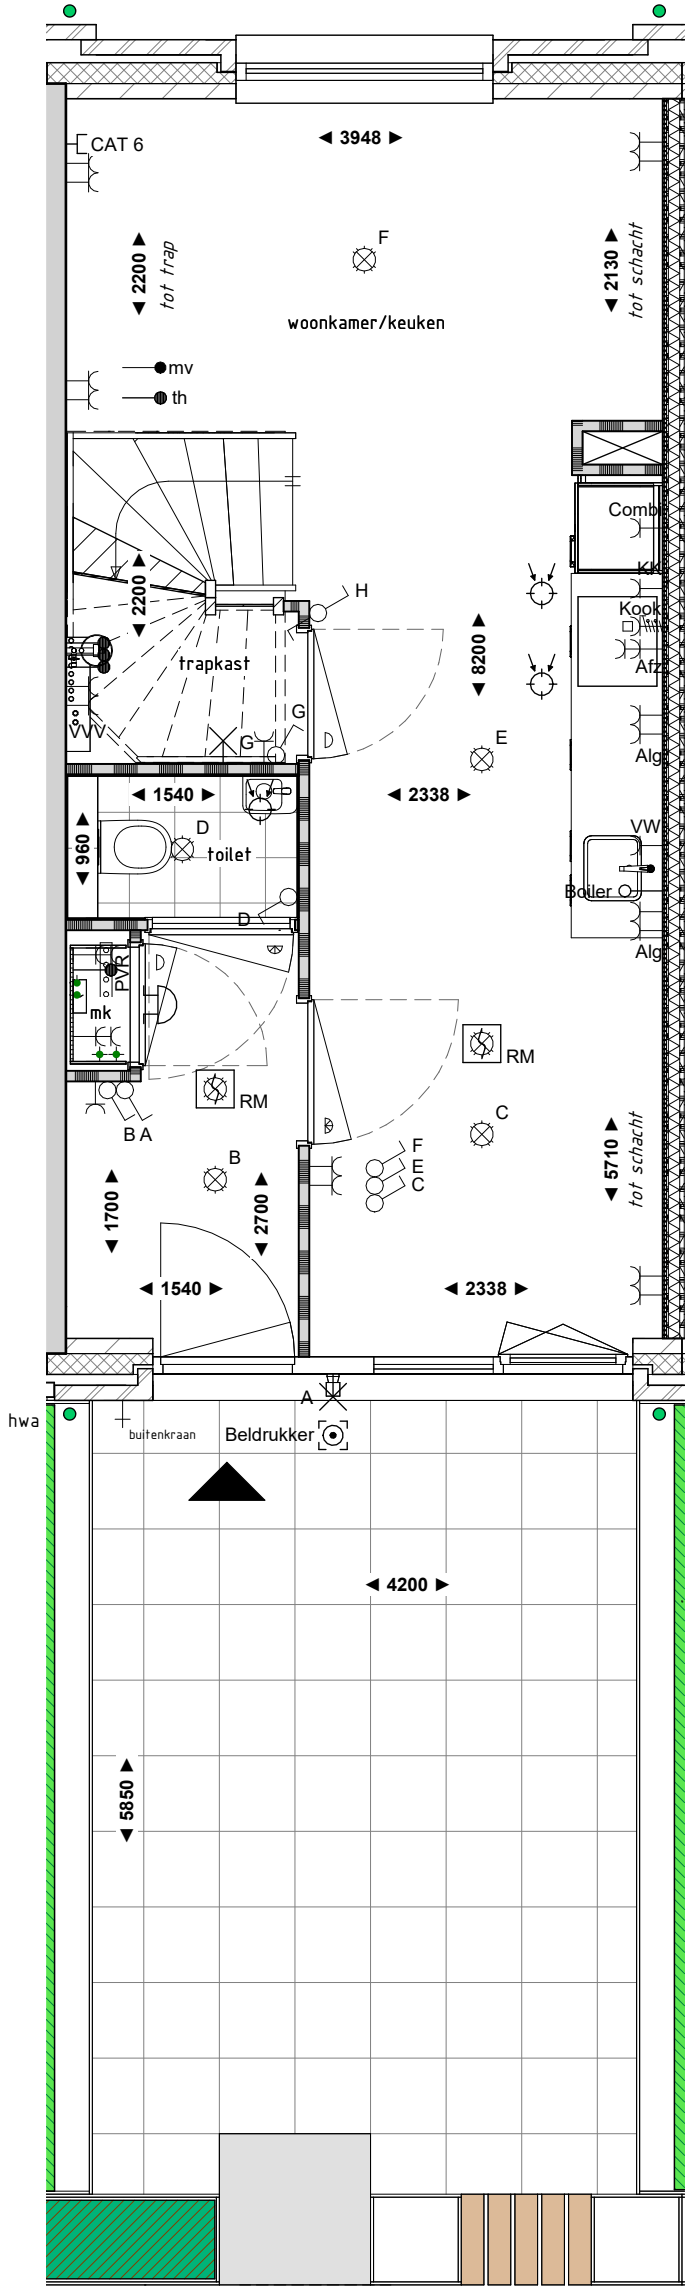 CAT 6
◄ 3948 ►
F
◄ 2200 ►
tot trap
◄ 2130 ►
tot schacht
woonkamer/keuken
mv
th
Combi
◄ 2200 ►
H
KK
Kook
trapkast
◄ 8200 ►
Afz
G
VVV
G
E
Alg
◄ 1540 ►
◄ 2338 ►
◄ 960 ►
D
toilet
VW
Boiler
D
Alg
PVR
mk
RM
RM
B A
C
F
E
C
◄ 5710 ►
tot schacht
B
◄ 1700 ►
◄ 2700 ►
◄ 1540 ►
◄ 2338 ►
A
hwa
buitenkraan
Beldrukker
◄ 4200 ►
◄ 5850 ►